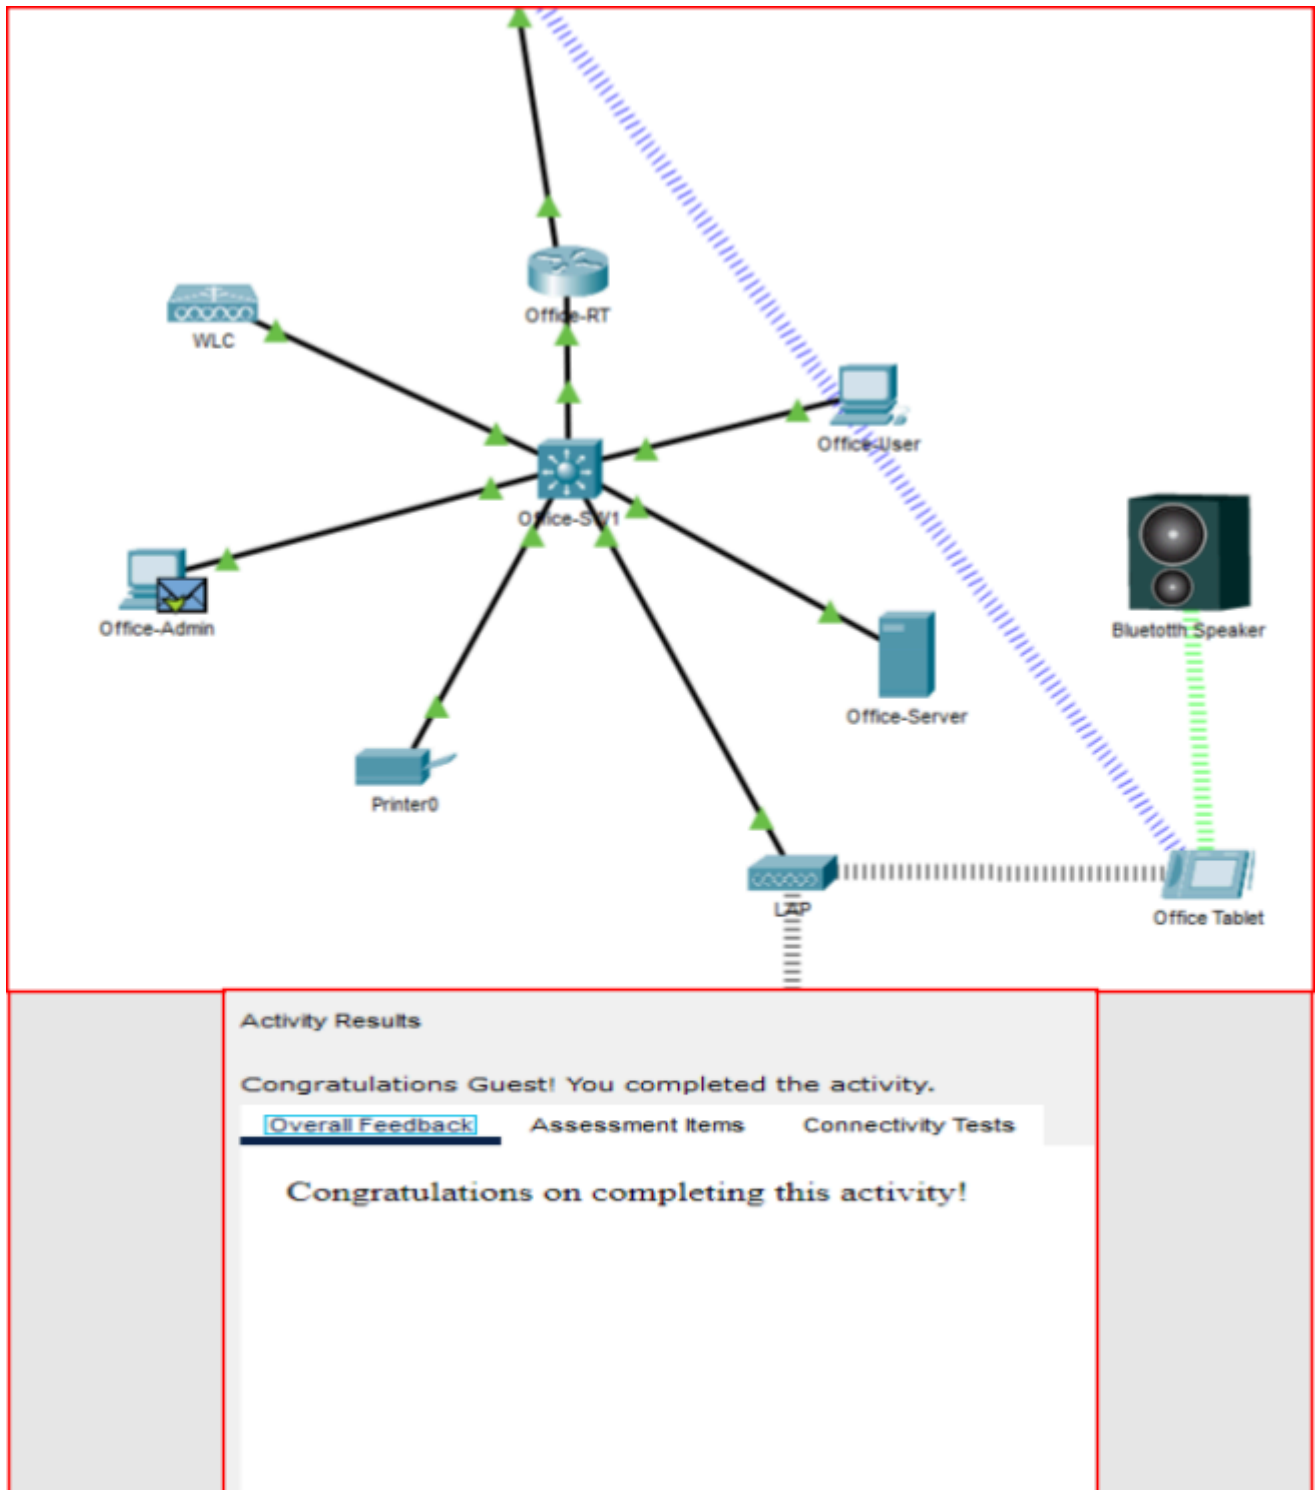 Office-RT
WLC
Office-User
Office-SW1
Bluetotth Speaker
Office-Admin
Office-Server
Printer0
LAP
Office Tablet
Activity Results
Congratulations Guest! You completed the activity.
Overall Feedback Assessment Items Connectivity Tests
Congratulations on completing this activity!